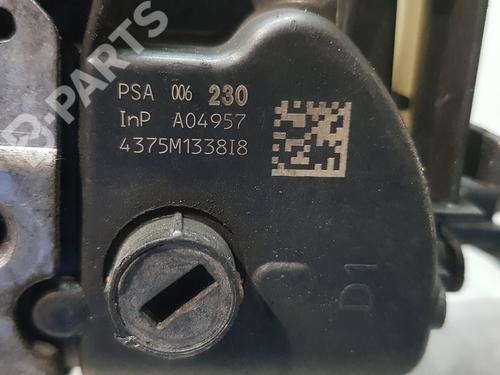 B-PARTS
PSA 006 230
InP A04957
4375M1338I8
D1